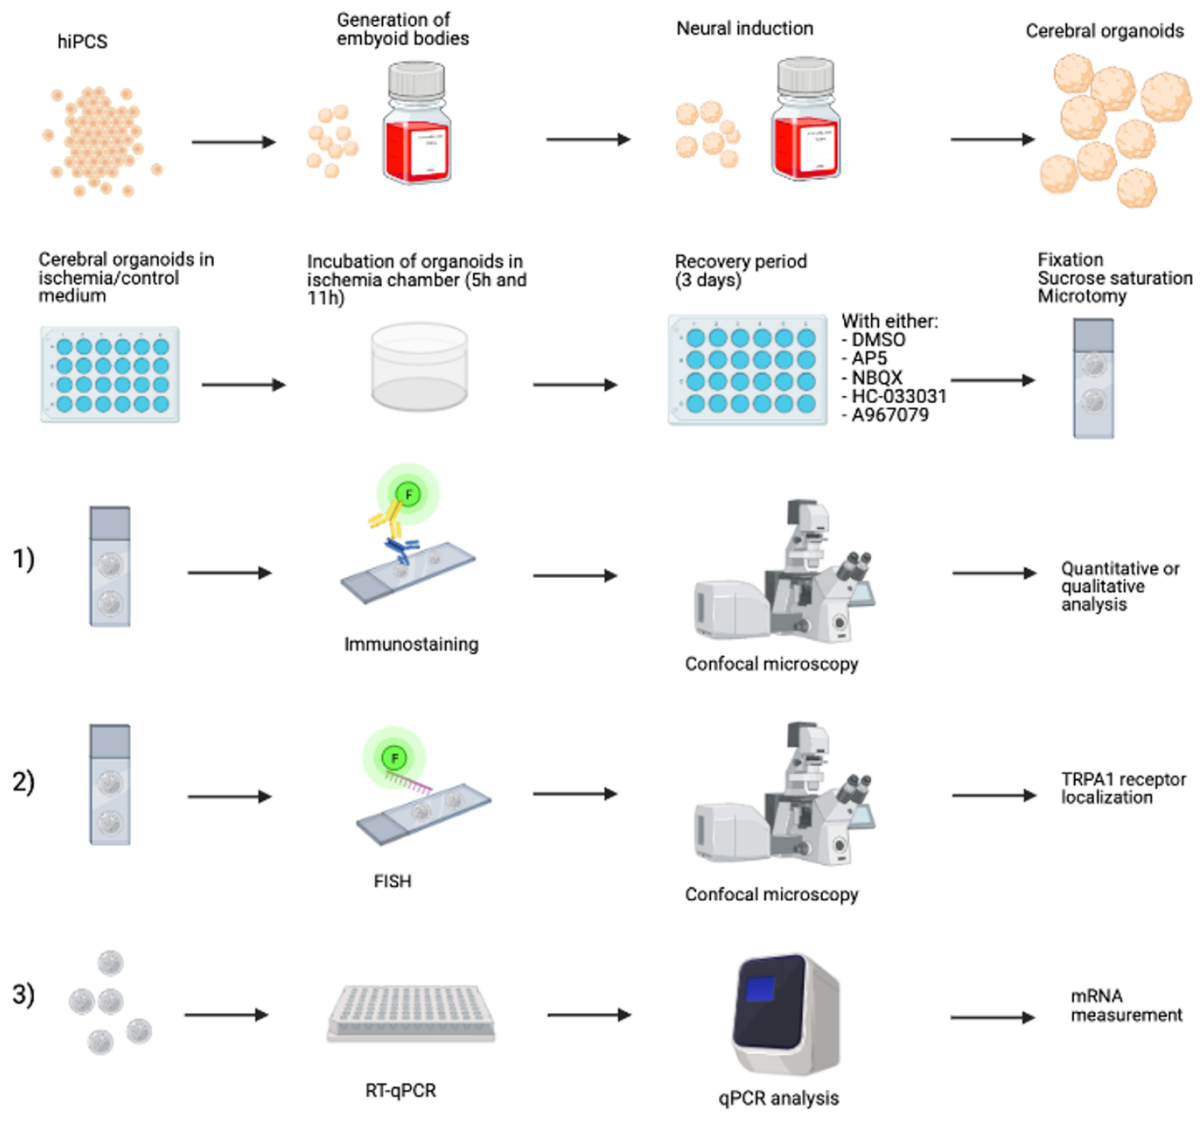 hiPCS
Generation of
embyoid bodies
Neural induction
Cerebral organoids
Cerebral organoids in
ischemia/control
medium
Incubation of organoids in
ischemia chamber (5h and
11h)
Recovery period
(3 days)
With either:
- DMSO
- AP5
- NBQX
- HC-033031
- A967079
Fixation
Sucrose saturation
Microtomy
1)
F
Immunostaining
Confocal microscopy
Quantitative or
qualitative
analysis
2)
F
FISH
Confocal microscopy
TRPA1 receptor
localization
3)
RT-qPCR
qPCR analysis
mRNA
measurement